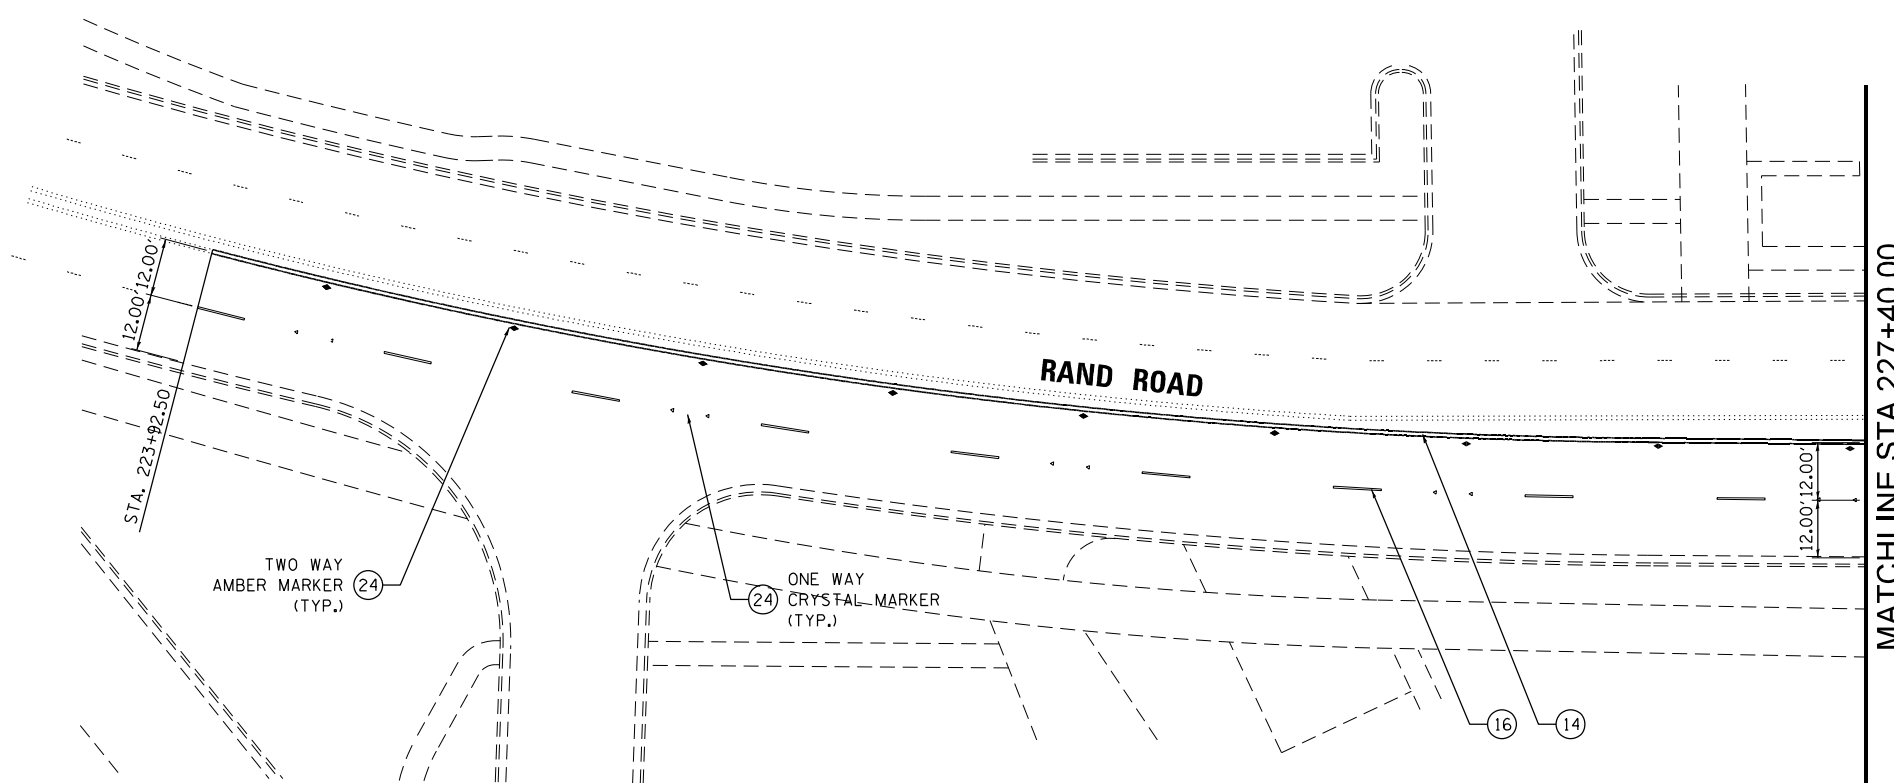 12.00'
12.00'
STA. 223+92.50
RAND ROAD
TWO WAY
AMBER MARKER
(TYP.)
24
24
ONE WAY
CRYSTAL MARKER
(TYP.)
12.00'
12.00'
16
14
MATCHLINE STA 227+40.00